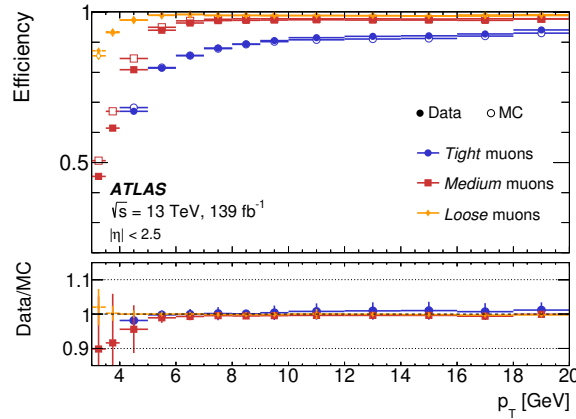 Efficiency
1
0.5
Data MC
Tight muons
Medium muons
Loose muons
ATLAS
√s = 13 TeV, 139 fb⁻¹
|η| < 2.5
Data/MC
1.1
1
0.9
4 6 8 10 12 14 16 18 20
p_T [GeV]